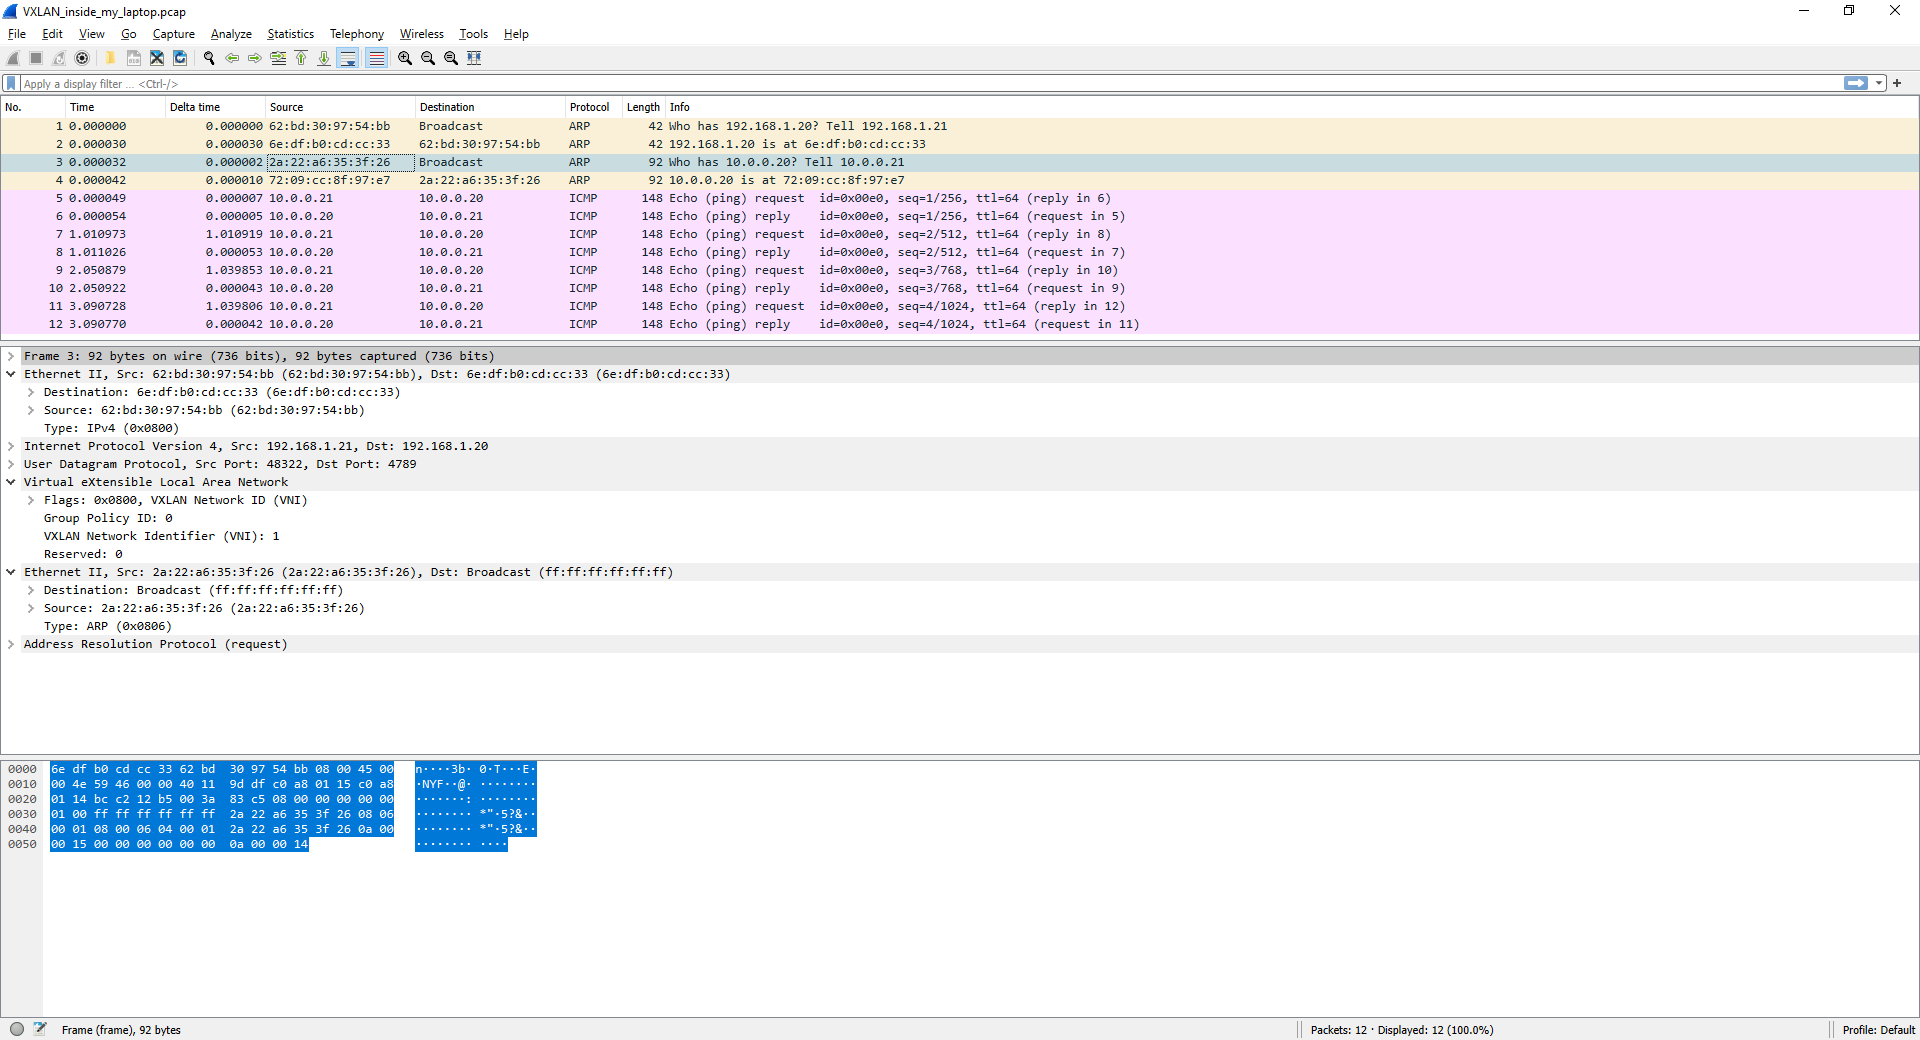 VXLAN_inside_my_laptop.pcap
File Edit View Go Capture Analyze Statistics Telephony Wireless Tools Help
Apply a display filter ... <Ctrl-/>
No. Time Delta time Source Destination Protocol Length Info
1 0.000000 0.000000 62:bd:30:97:54:bb Broadcast ARP 42 Who has 192.168.1.20? Tell 192.168.1.21
2 0.000030 0.000030 6e:df:b0:cd:cc:33 62:bd:30:97:54:bb ARP 42 192.168.1.20 is at 6e:df:b0:cd:cc:33
3 0.000032 0.000002 2a:22:a6:35:3f:26 Broadcast ARP 92 Who has 10.0.0.20? Tell 10.0.0.21
4 0.000042 0.000010 72:09:cc:8f:97:e7 2a:22:a6:35:3f:26 ARP 92 10.0.0.20 is at 72:09:cc:8f:97:e7
5 0.000049 0.000007 10.0.0.21 10.0.0.20 ICMP 148 Echo (ping) request id=0x00e0, seq=1/256, ttl=64 (reply in 6)
6 0.000054 0.000005 10.0.0.20 10.0.0.21 ICMP 148 Echo (ping) reply id=0x00e0, seq=1/256, ttl=64 (request in 5)
7 1.010973 1.010919 10.0.0.21 10.0.0.20 ICMP 148 Echo (ping) request id=0x00e0, seq=2/512, ttl=64 (reply in 8)
8 1.011026 0.000053 10.0.0.20 10.0.0.21 ICMP 148 Echo (ping) reply id=0x00e0, seq=2/512, ttl=64 (request in 7)
9 2.050879 1.039853 10.0.0.21 10.0.0.20 ICMP 148 Echo (ping) request id=0x00e0, seq=3/768, ttl=64 (reply in 10)
10 2.050922 0.000043 10.0.0.20 10.0.0.21 ICMP 148 Echo (ping) reply id=0x00e0, seq=3/768, ttl=64 (request in 9)
11 3.090728 1.039806 10.0.0.21 10.0.0.20 ICMP 148 Echo (ping) request id=0x00e0, seq=4/1024, ttl=64 (reply in 12)
12 3.090770 0.000042 10.0.0.20 10.0.0.21 ICMP 148 Echo (ping) reply id=0x00e0, seq=4/1024, ttl=64 (request in 11)
Frame 3: 92 bytes on wire (736 bits), 92 bytes captured (736 bits)
Ethernet II, Src: 62:bd:30:97:54:bb (62:bd:30:97:54:bb), Dst: 6e:df:b0:cd:cc:33 (6e:df:b0:cd:cc:33)
Destination: 6e:df:b0:cd:cc:33 (6e:df:b0:cd:cc:33)
Source: 62:bd:30:97:54:bb (62:bd:30:97:54:bb)
Type: IPv4 (0x0800)
Internet Protocol Version 4, Src: 192.168.1.21, Dst: 192.168.1.20
User Datagram Protocol, Src Port: 48322, Dst Port: 4789
Virtual eXtensible Local Area Network
Flags: 0x0800, VXLAN Network ID (VNI)
Group Policy ID: 0
VXLAN Network Identifier (VNI): 1
Reserved: 0
Ethernet II, Src: 2a:22:a6:35:3f:26 (2a:22:a6:35:3f:26), Dst: Broadcast (ff:ff:ff:ff:ff:ff)
Destination: Broadcast (ff:ff:ff:ff:ff:ff)
Source: 2a:22:a6:35:3f:26 (2a:22:a6:35:3f:26)
Type: ARP (0x0806)
Address Resolution Protocol (request)
0000 6e df b0 cd cc 33 62 bd 30 97 54 bb 08 00 45 00 n····3b· 0·T···E·
0010 00 4e 59 46 00 00 40 11 9d df c0 a8 01 15 c0 a8 ·NYF··@· ········
0020 01 14 bc c2 12 b5 00 3a 83 c5 08 00 00 00 00 00 ·······: ········
0030 01 00 ff ff ff ff ff ff 2a 22 a6 35 3f 26 08 06 ········ *"·5?&··
0040 00 01 08 00 06 04 00 01 2a 22 a6 35 3f 26 0a 00 ········ *"·5?&··
0050 00 15 00 00 00 00 00 00 0a 00 00 14 ········ ····
Frame (frame), 92 bytes Packets: 12 · Displayed: 12 (100.0%) Profile: Default